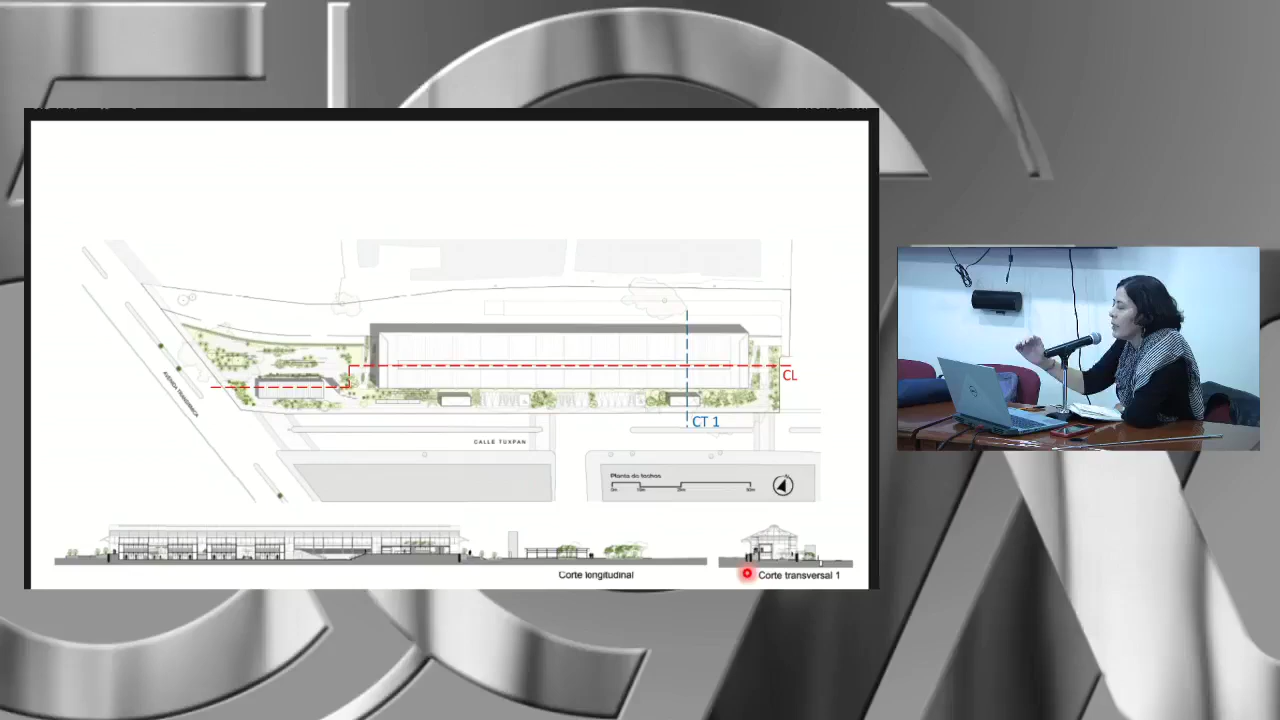 CL
CT 1
CALLE TUXPAN
Planta de techos
Corte longitudinal
Corte transversal 1